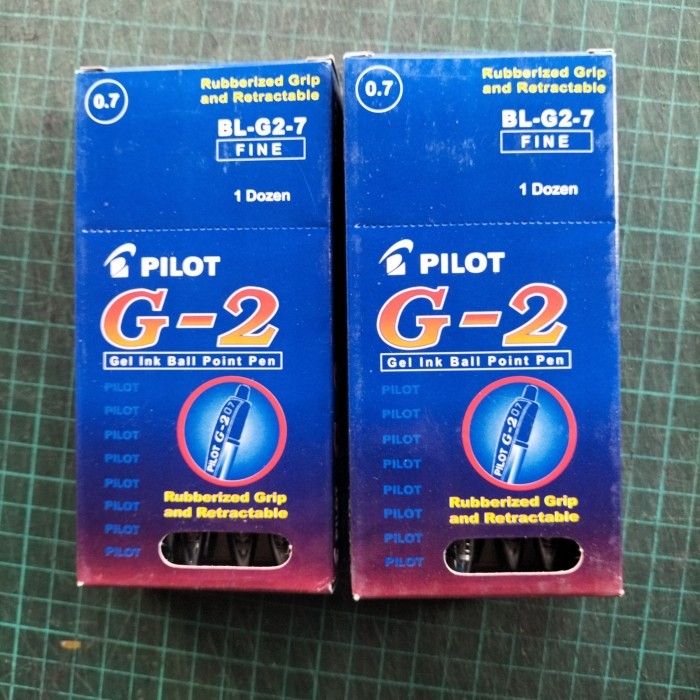 0.7
Rubberized Grip
and Retractable
BL-G2-7
FINE
1 Dozen
PILOT
G-2
Gel Ink Ball Point Pen
PILOT
PILOT
PILOT
PILOT
PILOT
PILOT
PILOT
PILOT
PILOT G-2 07
Rubberized Grip
and Retractable
0.7
Rubberized Grip
and Retractable
BL-G2-7
FINE
1 Dozen
PILOT
G-2
Gel Ink Ball Point Pen
PILOT
PILOT
PILOT
PILOT
PILOT
PILOT
PILOT
PILOT
PILOT G-2 07
Rubberized Grip
and Retractable